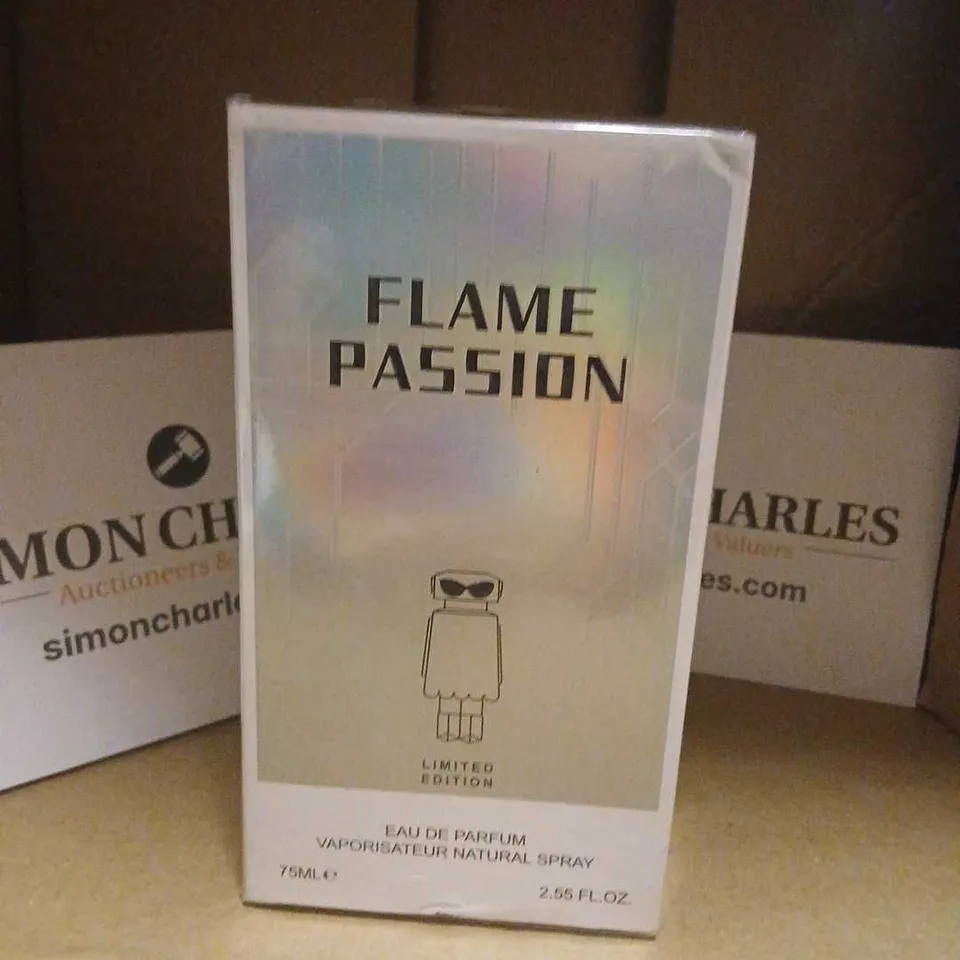 FLAME
PASSION
LIMITED
EDITION
EAU DE PARFUM
VAPORISATEUR NATURAL SPRAY
75ML℮
2.55 FL.OZ.
MON CH
Auctioneers &
simoncharle
HARLES
Valuers
es.com